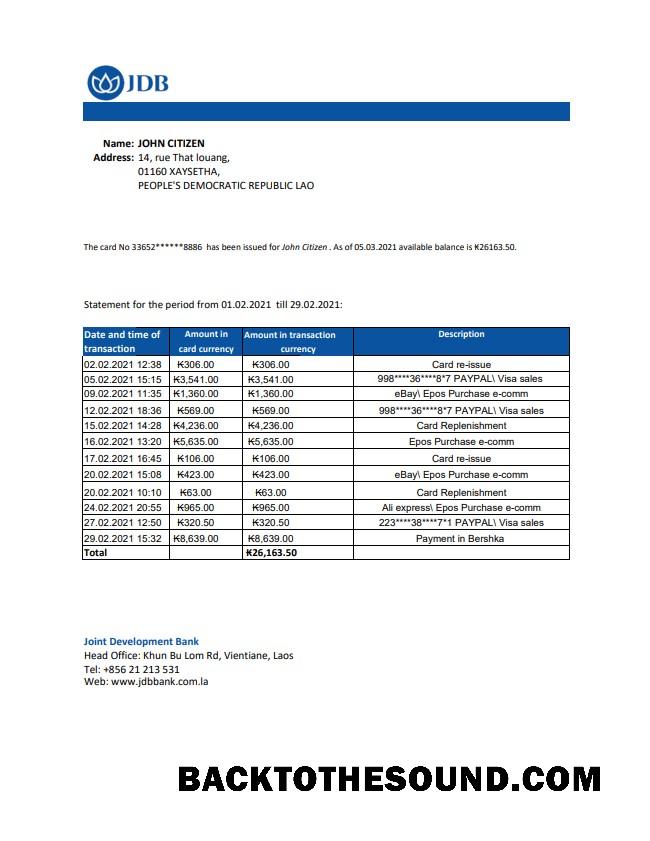 JDB
Name: JOHN CITIZEN
Address: 14, rue That louang,
01160 XAYSETHA,
PEOPLE'S DEMOCRATIC REPUBLIC LAO
The card No 33652******8886 has been issued for John Citizen . As of 05.03.2021 available balance is ₭26163.50.
Statement for the period from 01.02.2021 till 29.02.2021:
Date and time of transaction Amount in card currency Amount in transaction currency Description
02.02.2021 12:38 ₭306.00 ₭306.00 Card re-issue
05.02.2021 15:15 ₭3,541.00 ₭3,541.00 998****36****8*7 PAYPAL\ Visa sales
09.02.2021 11:35 ₭1,360.00 ₭1,360.00 eBay\ Epos Purchase e-comm
12.02.2021 18:36 ₭569.00 ₭569.00 998****36****8*7 PAYPAL\ Visa sales
15.02.2021 14:28 ₭4,236.00 ₭4,236.00 Card Replenishment
16.02.2021 13:20 ₭5,635.00 ₭5,635.00 Epos Purchase e-comm
17.02.2021 16:45 ₭106.00 ₭106.00 Card re-issue
20.02.2021 15:08 ₭423.00 ₭423.00 eBay\ Epos Purchase e-comm
20.02.2021 10:10 ₭63.00 ₭63.00 Card Replenishment
24.02.2021 20:55 ₭965.00 ₭965.00 Ali express\ Epos Purchase e-comm
27.02.2021 12:50 ₭320.50 ₭320.50 223****38****7*1 PAYPAL\ Visa sales
29.02.2021 15:32 ₭8,639.00 ₭8,639.00 Payment in Bershka
Total ₭26,163.50
Joint Development Bank
Head Office: Khun Bu Lom Rd, Vientiane, Laos
Tel: +856 21 213 531
Web: www.jdbbank.com.la
BACKTOTHESOUND.COM